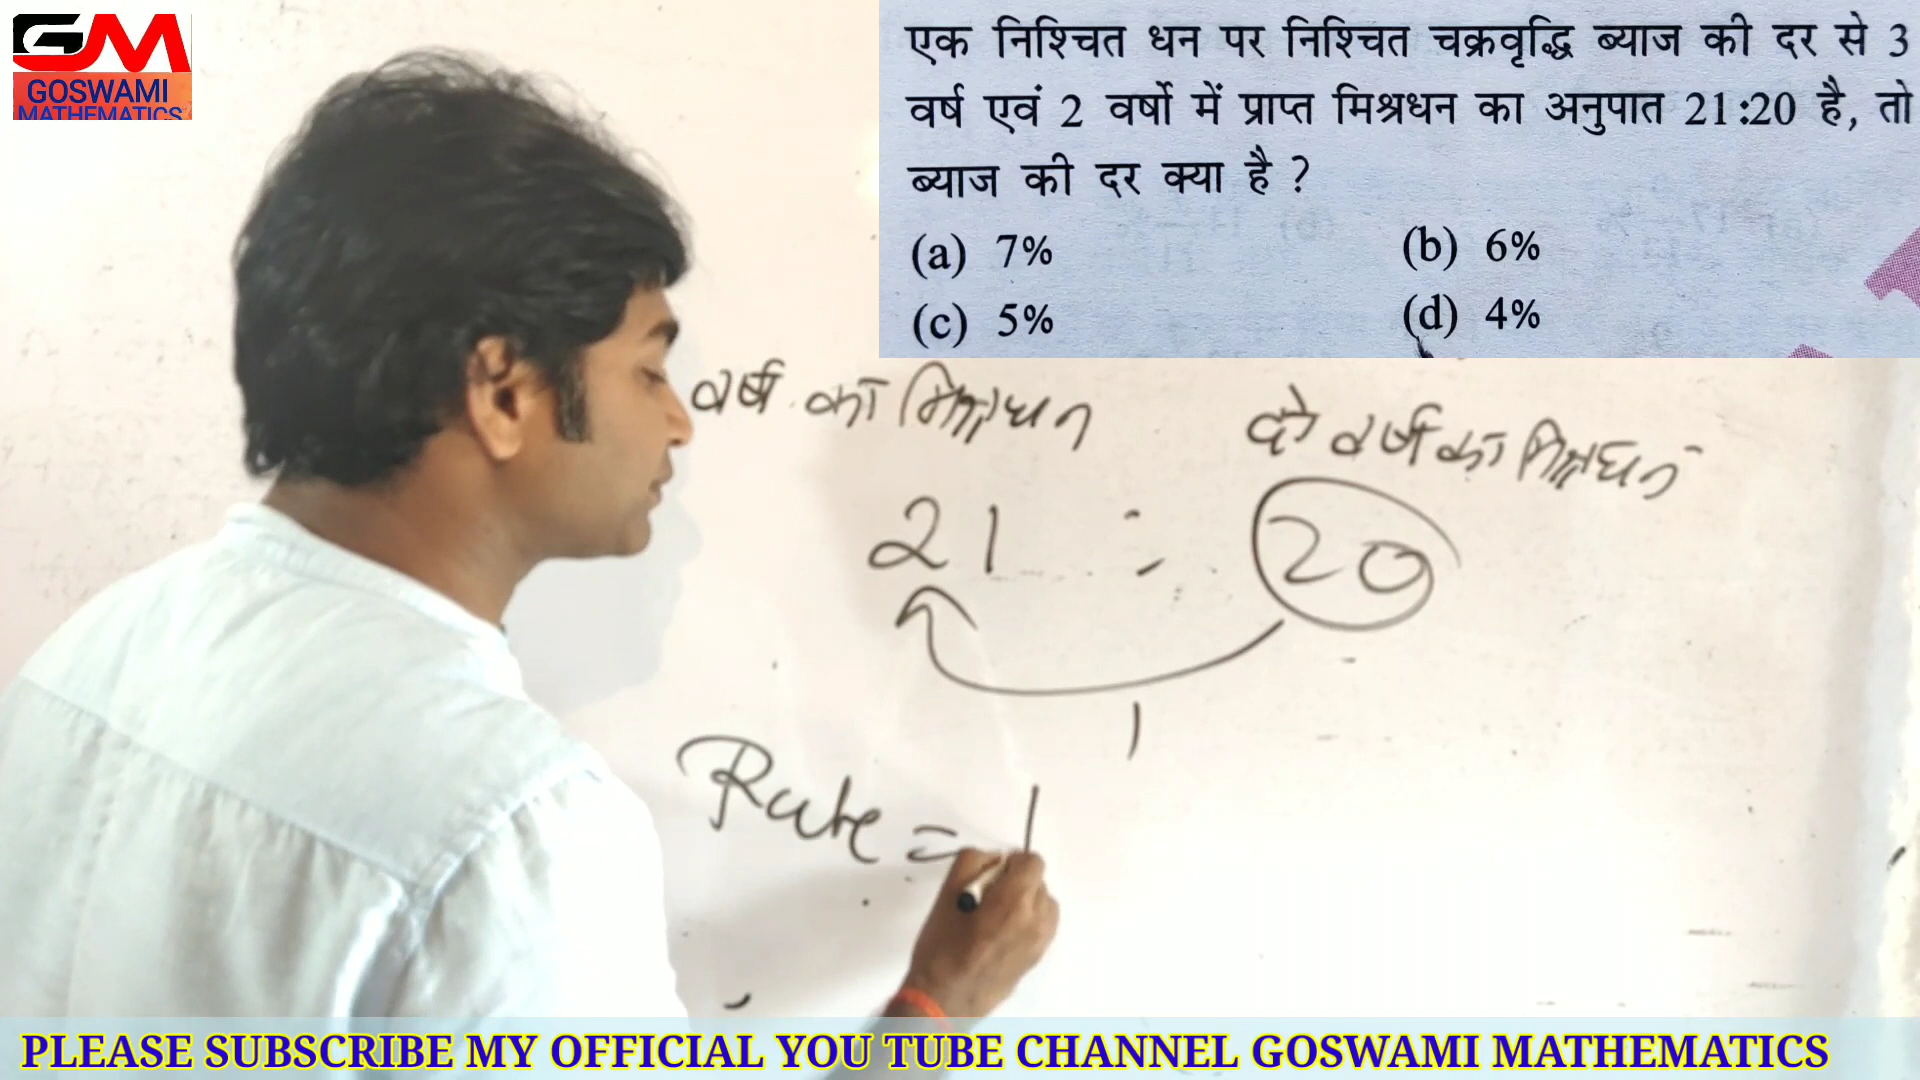 GM
GOSWAMI
MATHEMATICS
एक निश्चित धन पर निश्चित चक्रवृद्धि ब्याज की दर से 3
वर्ष एवं 2 वर्षो में प्राप्त मिश्रधन का अनुपात 21:20 है, तो
ब्याज की दर क्या है ?
(a) 7% (b) 6%
(c) 5% (d) 4%
वर्ष का मिश्रधन दो वर्ष का मिश्रधन
21 : 20
1
Rate = 1
PLEASE SUBSCRIBE MY OFFICIAL YOU TUBE CHANNEL GOSWAMI MATHEMATICS